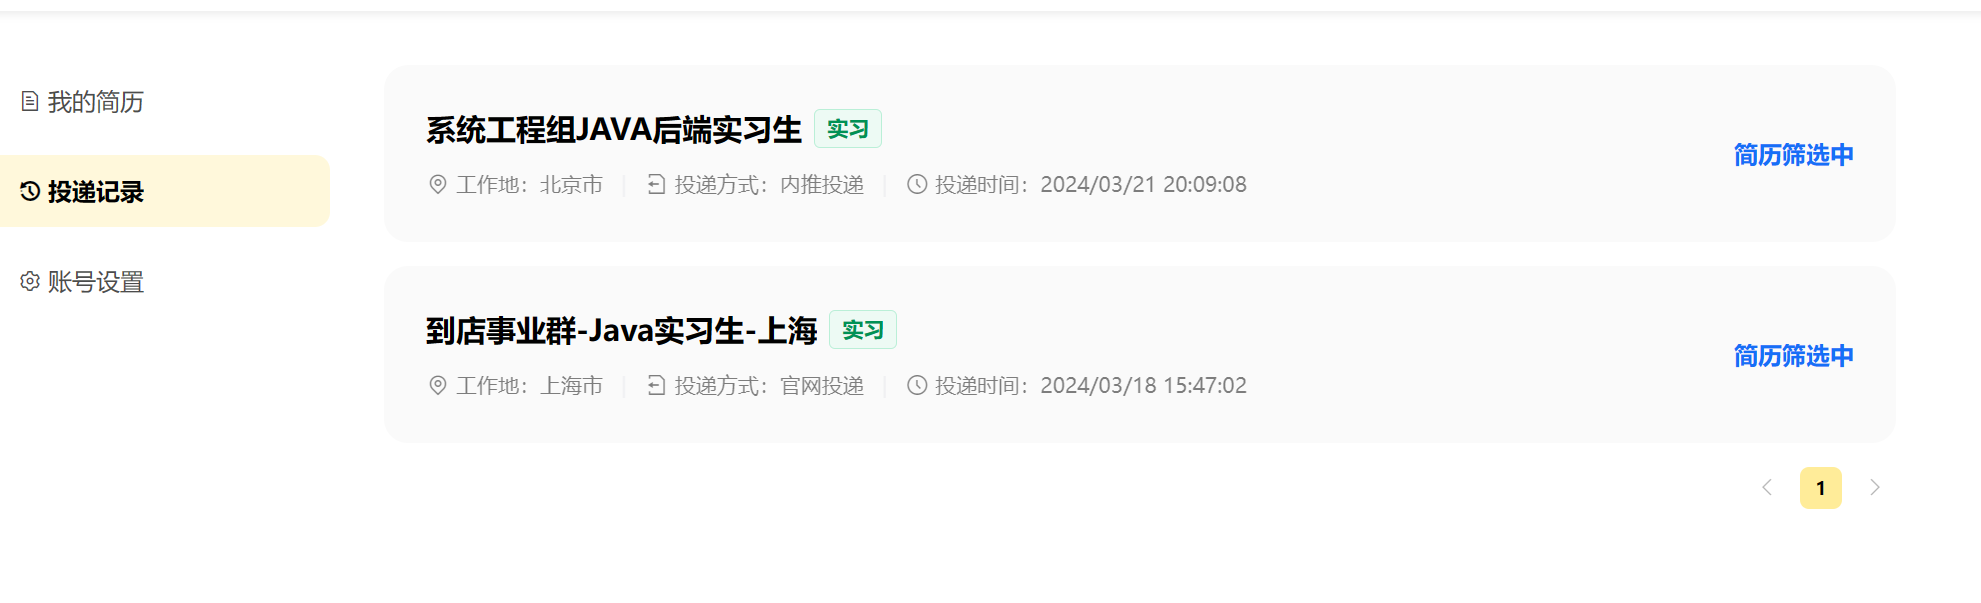 我的简历
投递记录
账号设置
系统工程组JAVA后端实习生 实习
工作地：北京市 投递方式：内推投递 投递时间：2024/03/21 20:09:08
简历筛选中
到店事业群-Java实习生-上海 实习
工作地：上海市 投递方式：官网投递 投递时间：2024/03/18 15:47:02
简历筛选中
1